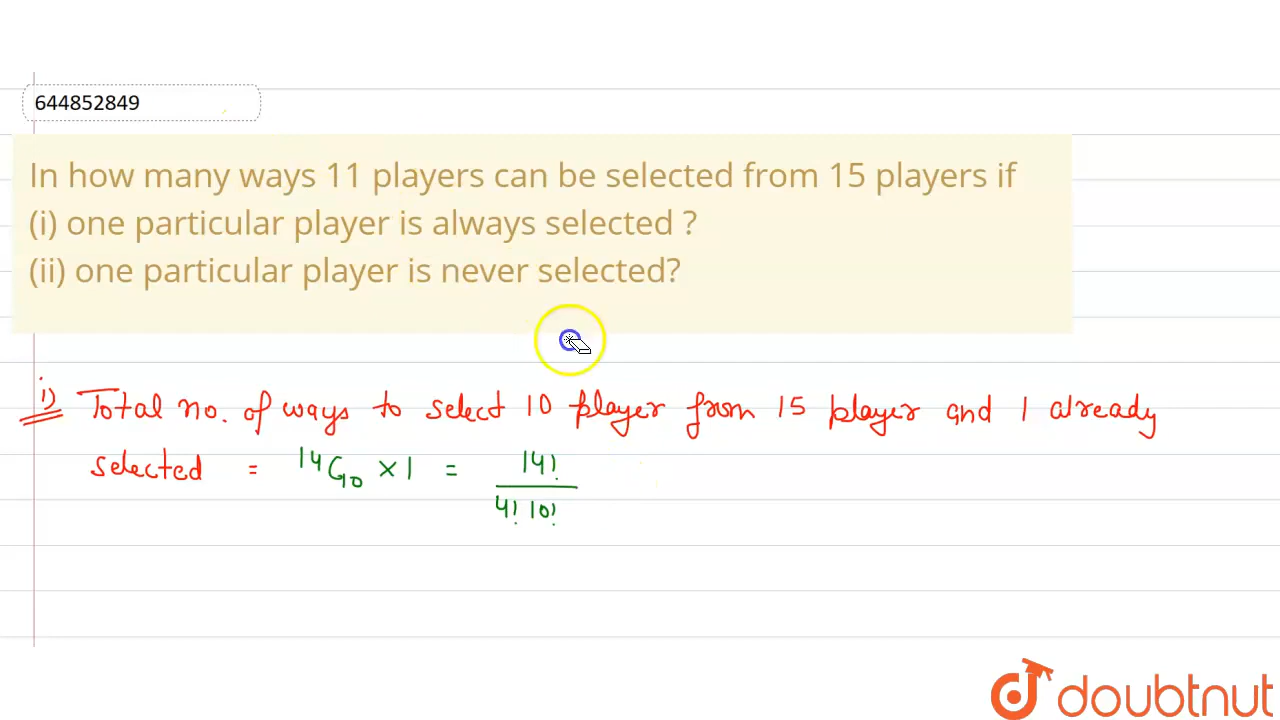 644852849
In how many ways 11 players can be selected from 15 players if
(i) one particular player is always selected ?
(ii) one particular player is never selected?
i) Total no. of ways to select 10 player from 15 player and 1 already
selected = ¹⁴C₁₀ × 1 = 14! / 4! 10!
doubtnut